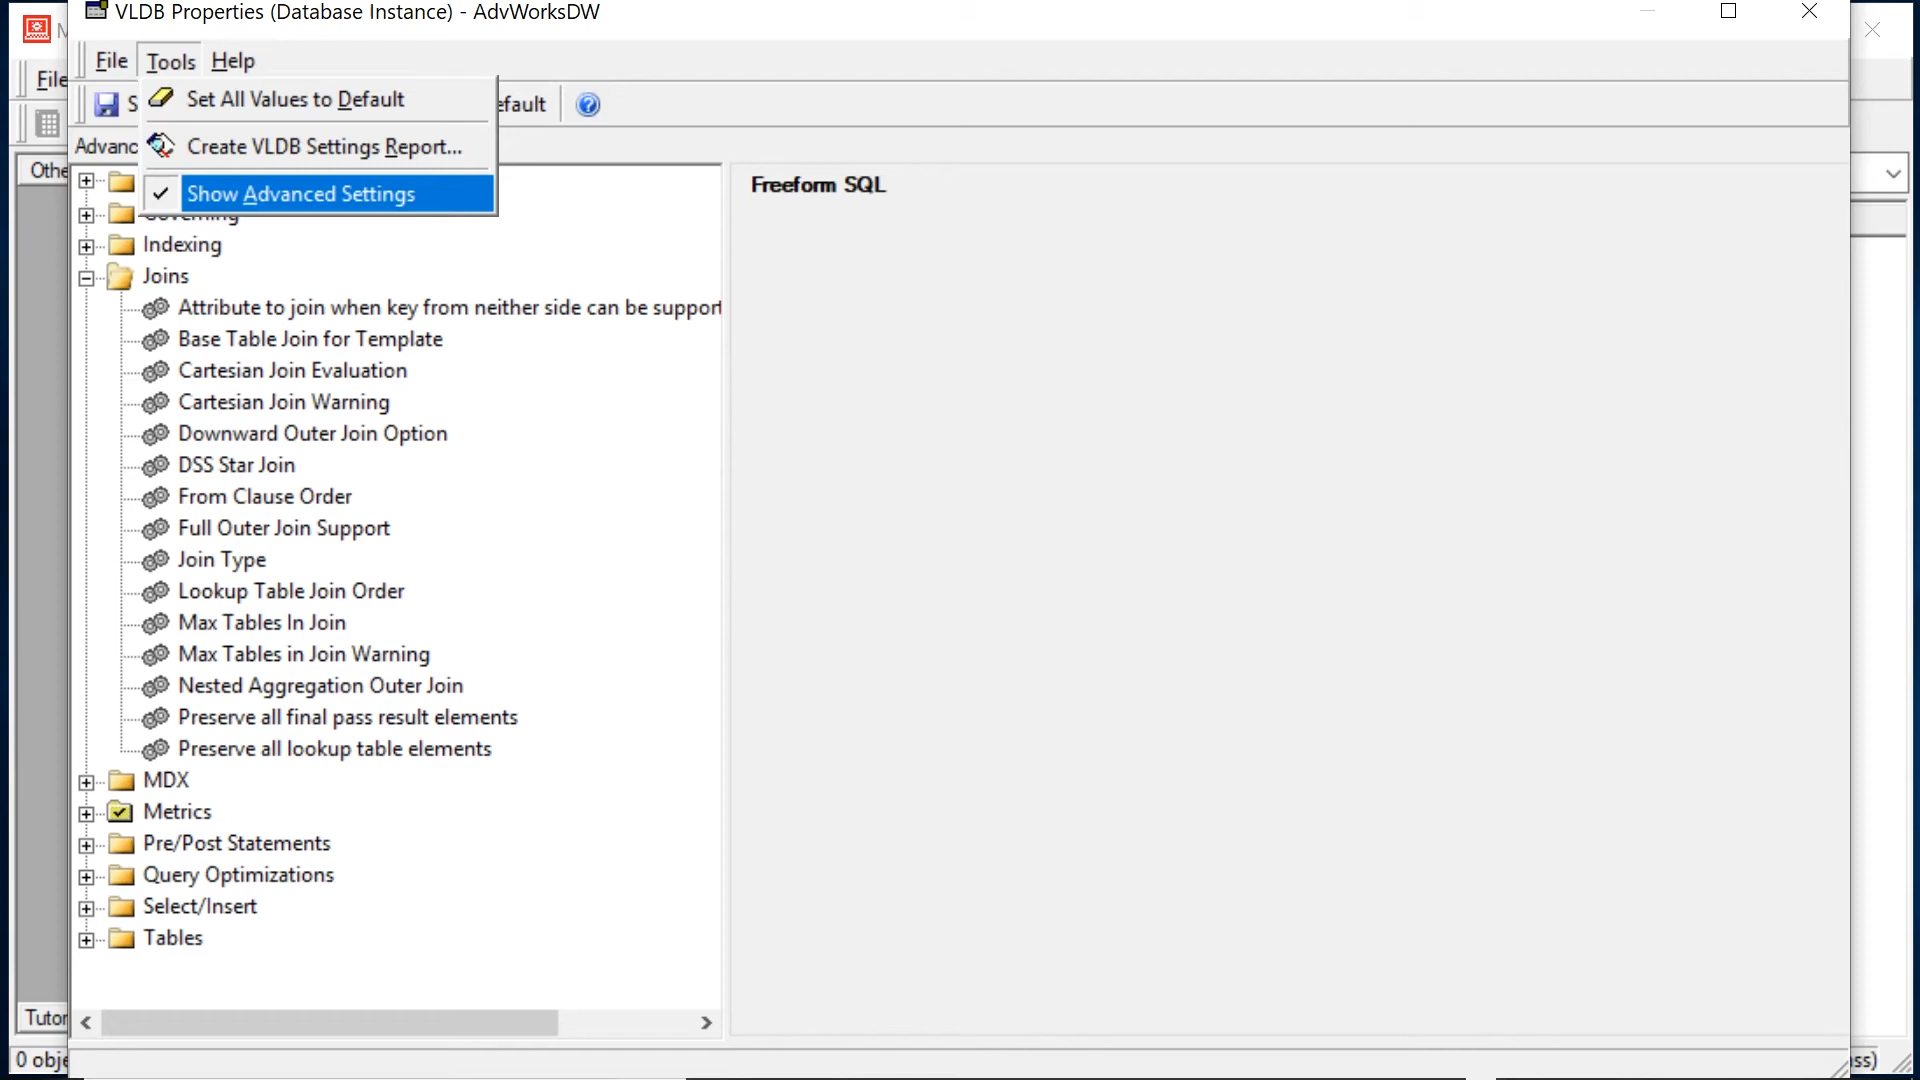 VLDB Properties (Database Instance) - AdvWorksDW
File Tools Help
File
Set All Values to Default
efault
Create VLDB Settings Report...
Show Advanced Settings
Freeform SQL
Indexing
Joins
Attribute to join when key from neither side can be support
Base Table Join for Template
Cartesian Join Evaluation
Cartesian Join Warning
Downward Outer Join Option
DSS Star Join
From Clause Order
Full Outer Join Support
Join Type
Lookup Table Join Order
Max Tables In Join
Max Tables in Join Warning
Nested Aggregation Outer Join
Preserve all final pass result elements
Preserve all lookup table elements
MDX
Metrics
Pre/Post Statements
Query Optimizations
Select/Insert
Tables
Advanc
Othe
Tutor
0 obje
ss)